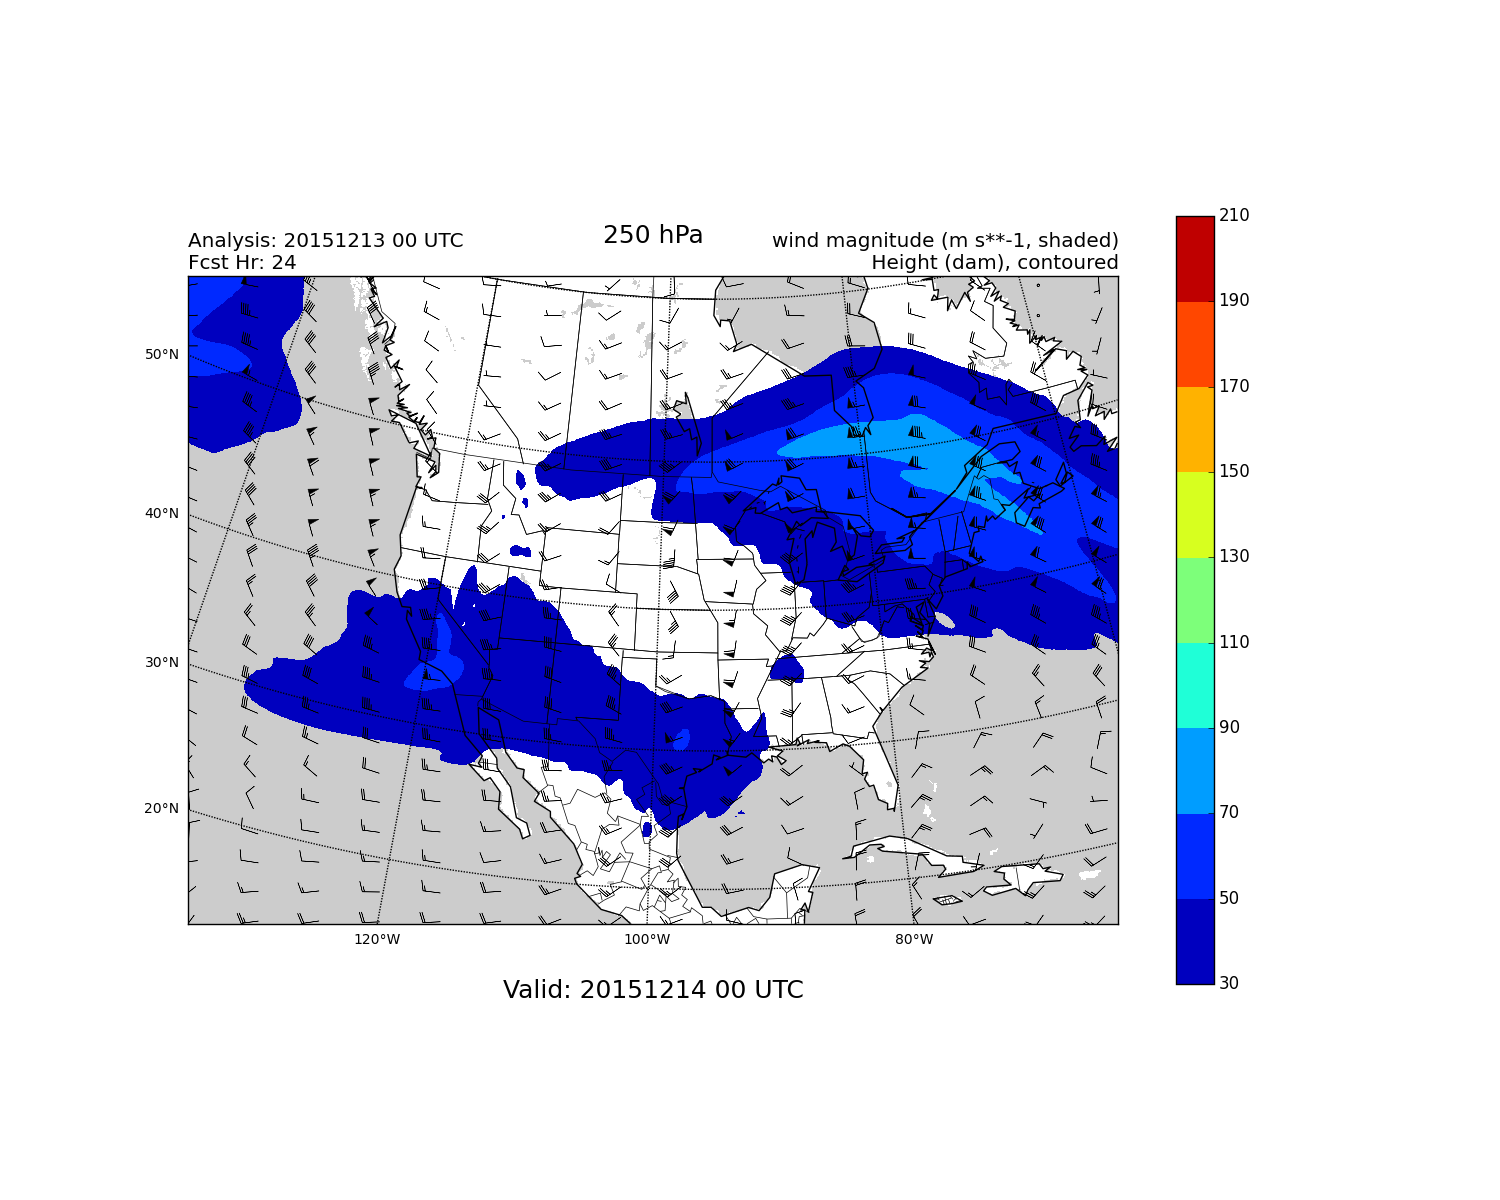 Analysis: 20151213 00 UTC
Fcst Hr: 24
250 hPa
wind magnitude (m s**-1, shaded)
Height (dam), contoured
50°N
40°N
30°N
20°N
120°W
100°W
80°W
210
190
170
150
130
110
90
70
50
30
Valid: 20151214 00 UTC